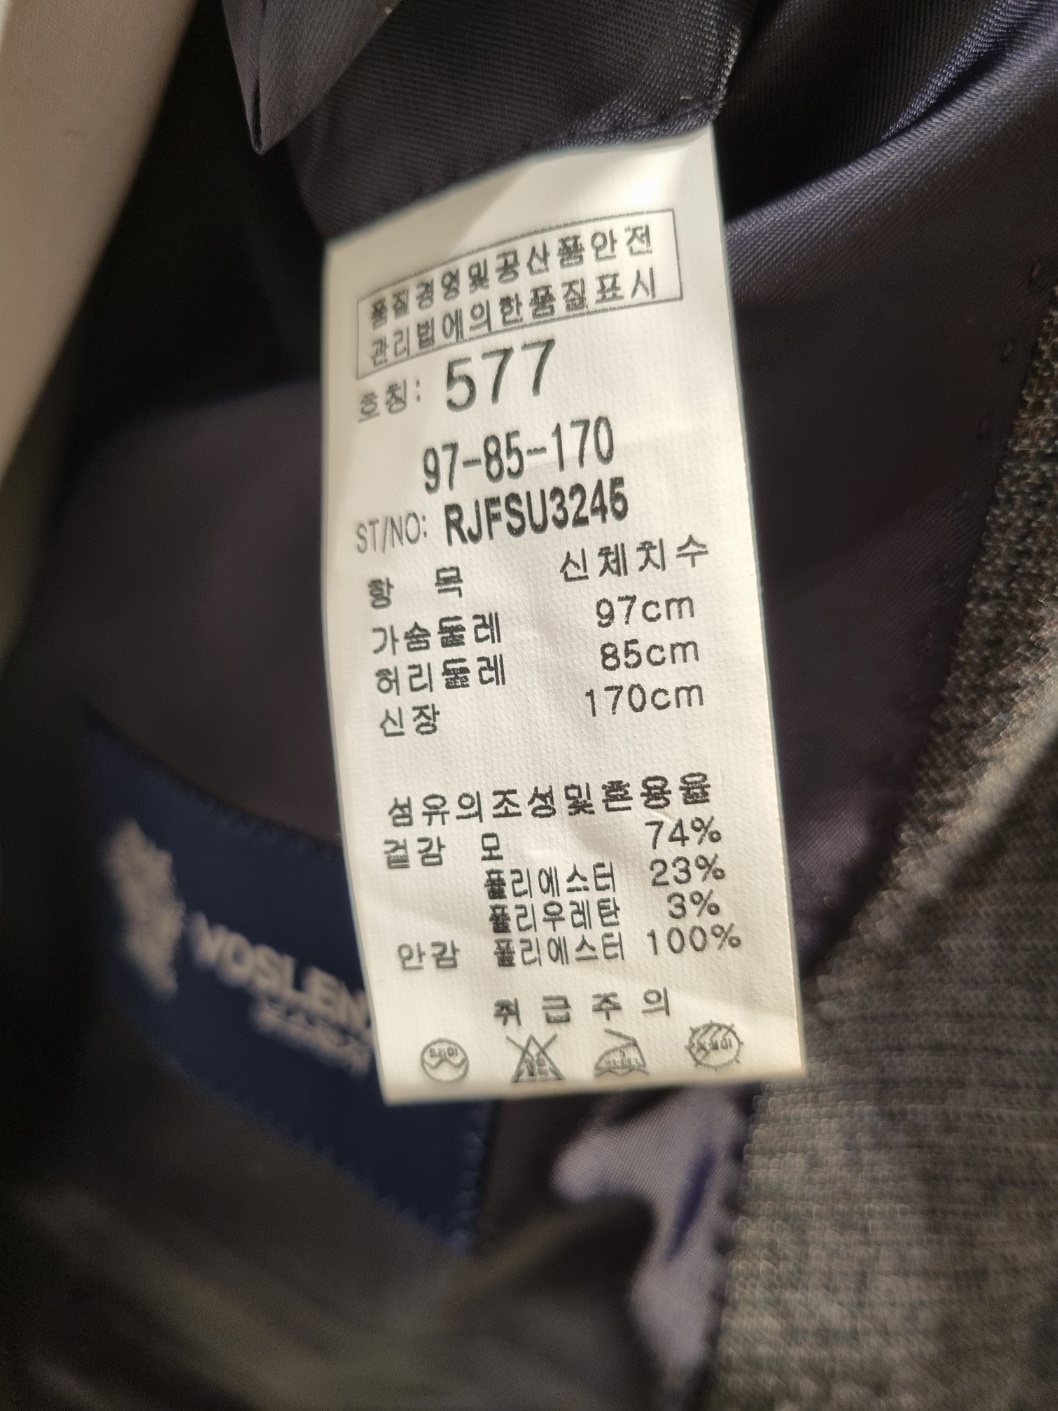 품질경영및공산품안전
관리법에의한품질표시
호칭: 577
97-85-170
ST/NO: RJFSU3245
항 목 신체치수
가슴둘레 97cm
허리둘레 85cm
신장 170cm
섬유의조성및혼용율
겉감 모 74%
폴리에스터 23%
폴리우레탄 3%
안감 폴리에스터 100%
취급주의
드라이
VOSLEN